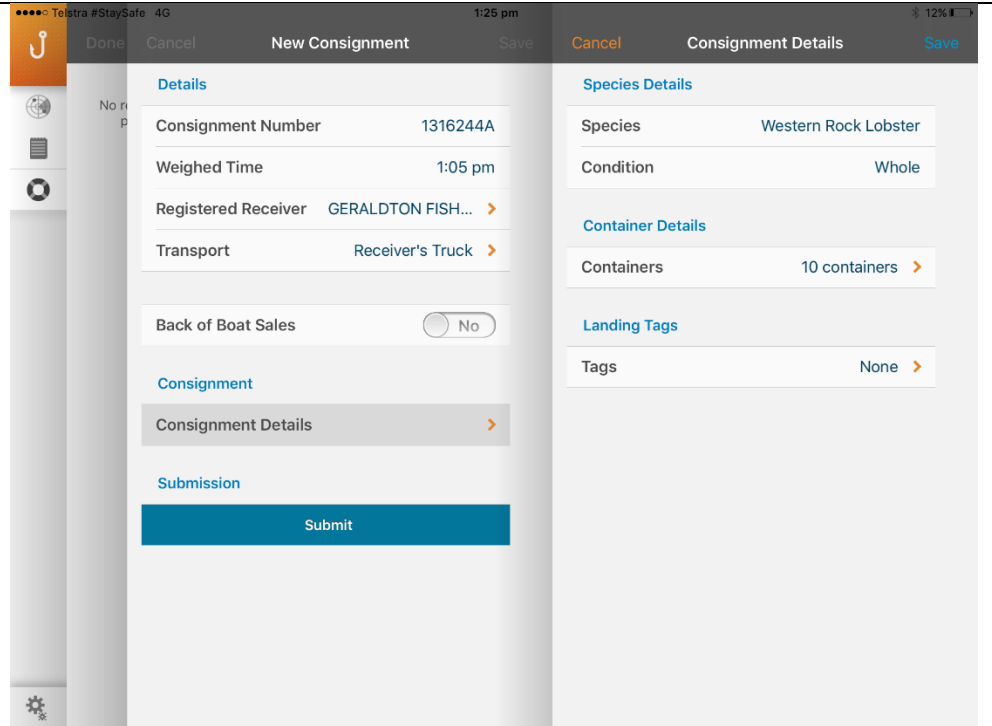 Telstra #StaySafe 4G 1:25 pm 12%
Done Cancel New Consignment Save Cancel Consignment Details Save
No
Details
Consignment Number 1316244A
Weighed Time 1:05 pm
Registered Receiver GERALDTON FISH...
Transport Receiver's Truck
Back of Boat Sales No
Consignment
Consignment Details
Submission
Submit
Species Details
Species Western Rock Lobster
Condition Whole
Container Details
Containers 10 containers
Landing Tags
Tags None